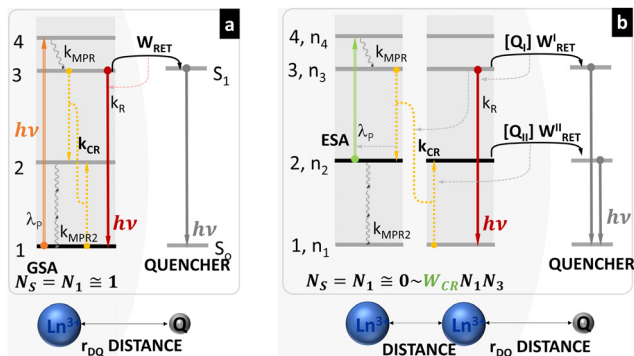 a
4
k_MPR
W_RET
3
S_1
k_R
hν
k_CR
2
λ_P
k_MPR2
hν
hν
1
S_o
GSA
QUENCHER
N_S = N_1 ≅ 1
Ln^3+
Q
r_DQ DISTANCE
b
4, n_4
k_MPR
[Q_I] W^I_RET
3, n_3
k_R
ESA
λ_P
k_CR
[Q_II] W^II_RET
2, n_2
k_MPR2
hν
hν
1, n_1
QUENCHER
N_S = N_1 ≅ 0~W_CR N_1 N_3
Ln^3+
Ln^3+
Q
DISTANCE
r_DQ DISTANCE